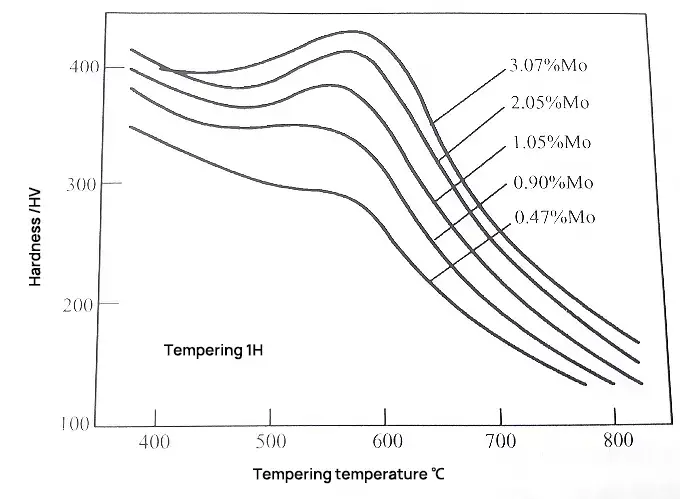 400
300
200
100
Hardness /HV
3.07%Mo
2.05%Mo
1.05%Mo
0.90%Mo
0.47%Mo
Tempering 1H
400 500 600 700 800
Tempering temperature ℃